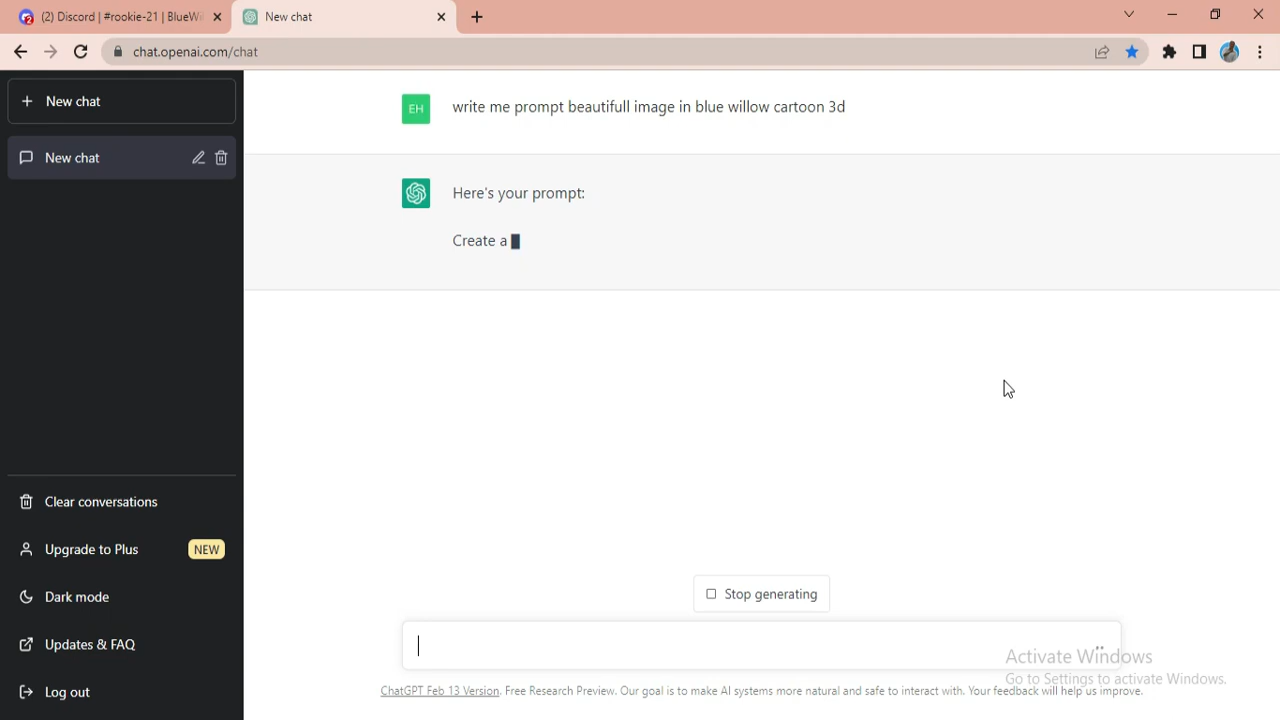 (2) Discord | #rookie-21 | BlueWi
New chat
chat.openai.com/chat
New chat
New chat
EH
write me prompt beautifull image in blue willow cartoon 3d
Here's your prompt:
Create a
Clear conversations
Upgrade to Plus
NEW
Dark mode
Updates & FAQ
Log out
Stop generating
Activate Windows
Go to Settings to activate Windows.
ChatGPT Feb 13 Version. Free Research Preview. Our goal is to make AI systems more natural and safe to interact with. Your feedback will help us improve.